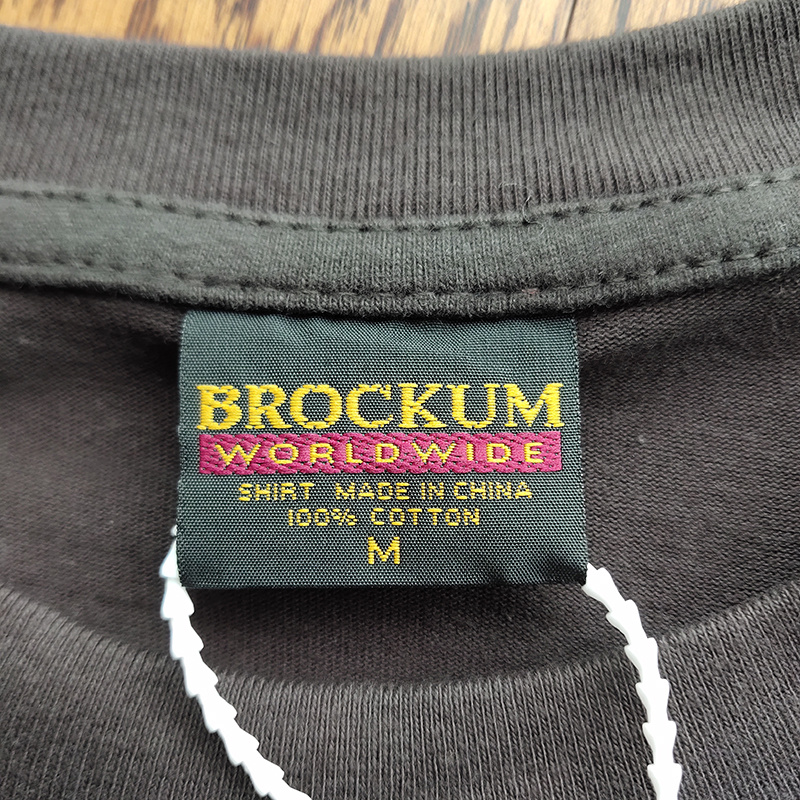 BROCKUM
WORLDWIDE
SHIRT MADE IN CHINA
100% COTTON
M